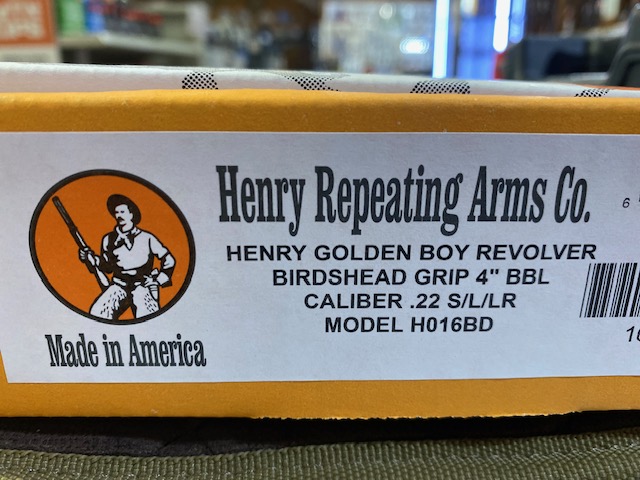 Henry Repeating Arms Co.
HENRY GOLDEN BOY REVOLVER
BIRDSHEAD GRIP 4" BBL
CALIBER .22 S/L/LR
MODEL H016BD
Made in America
6